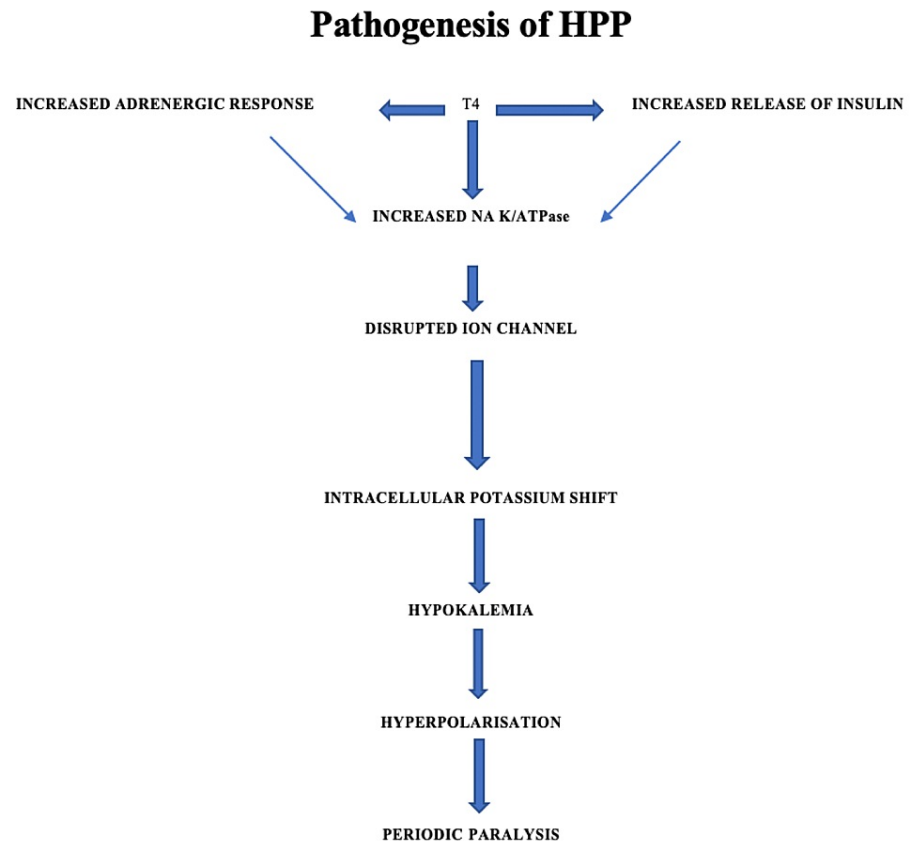 Pathogenesis of HPP
INCREASED ADRENERGIC RESPONSE
T4
INCREASED RELEASE OF INSULIN
INCREASED NA K/ATPase
DISRUPTED ION CHANNEL
INTRACELLULAR POTASSIUM SHIFT
HYPOKALEMIA
HYPERPOLARISATION
PERIODIC PARALYSIS